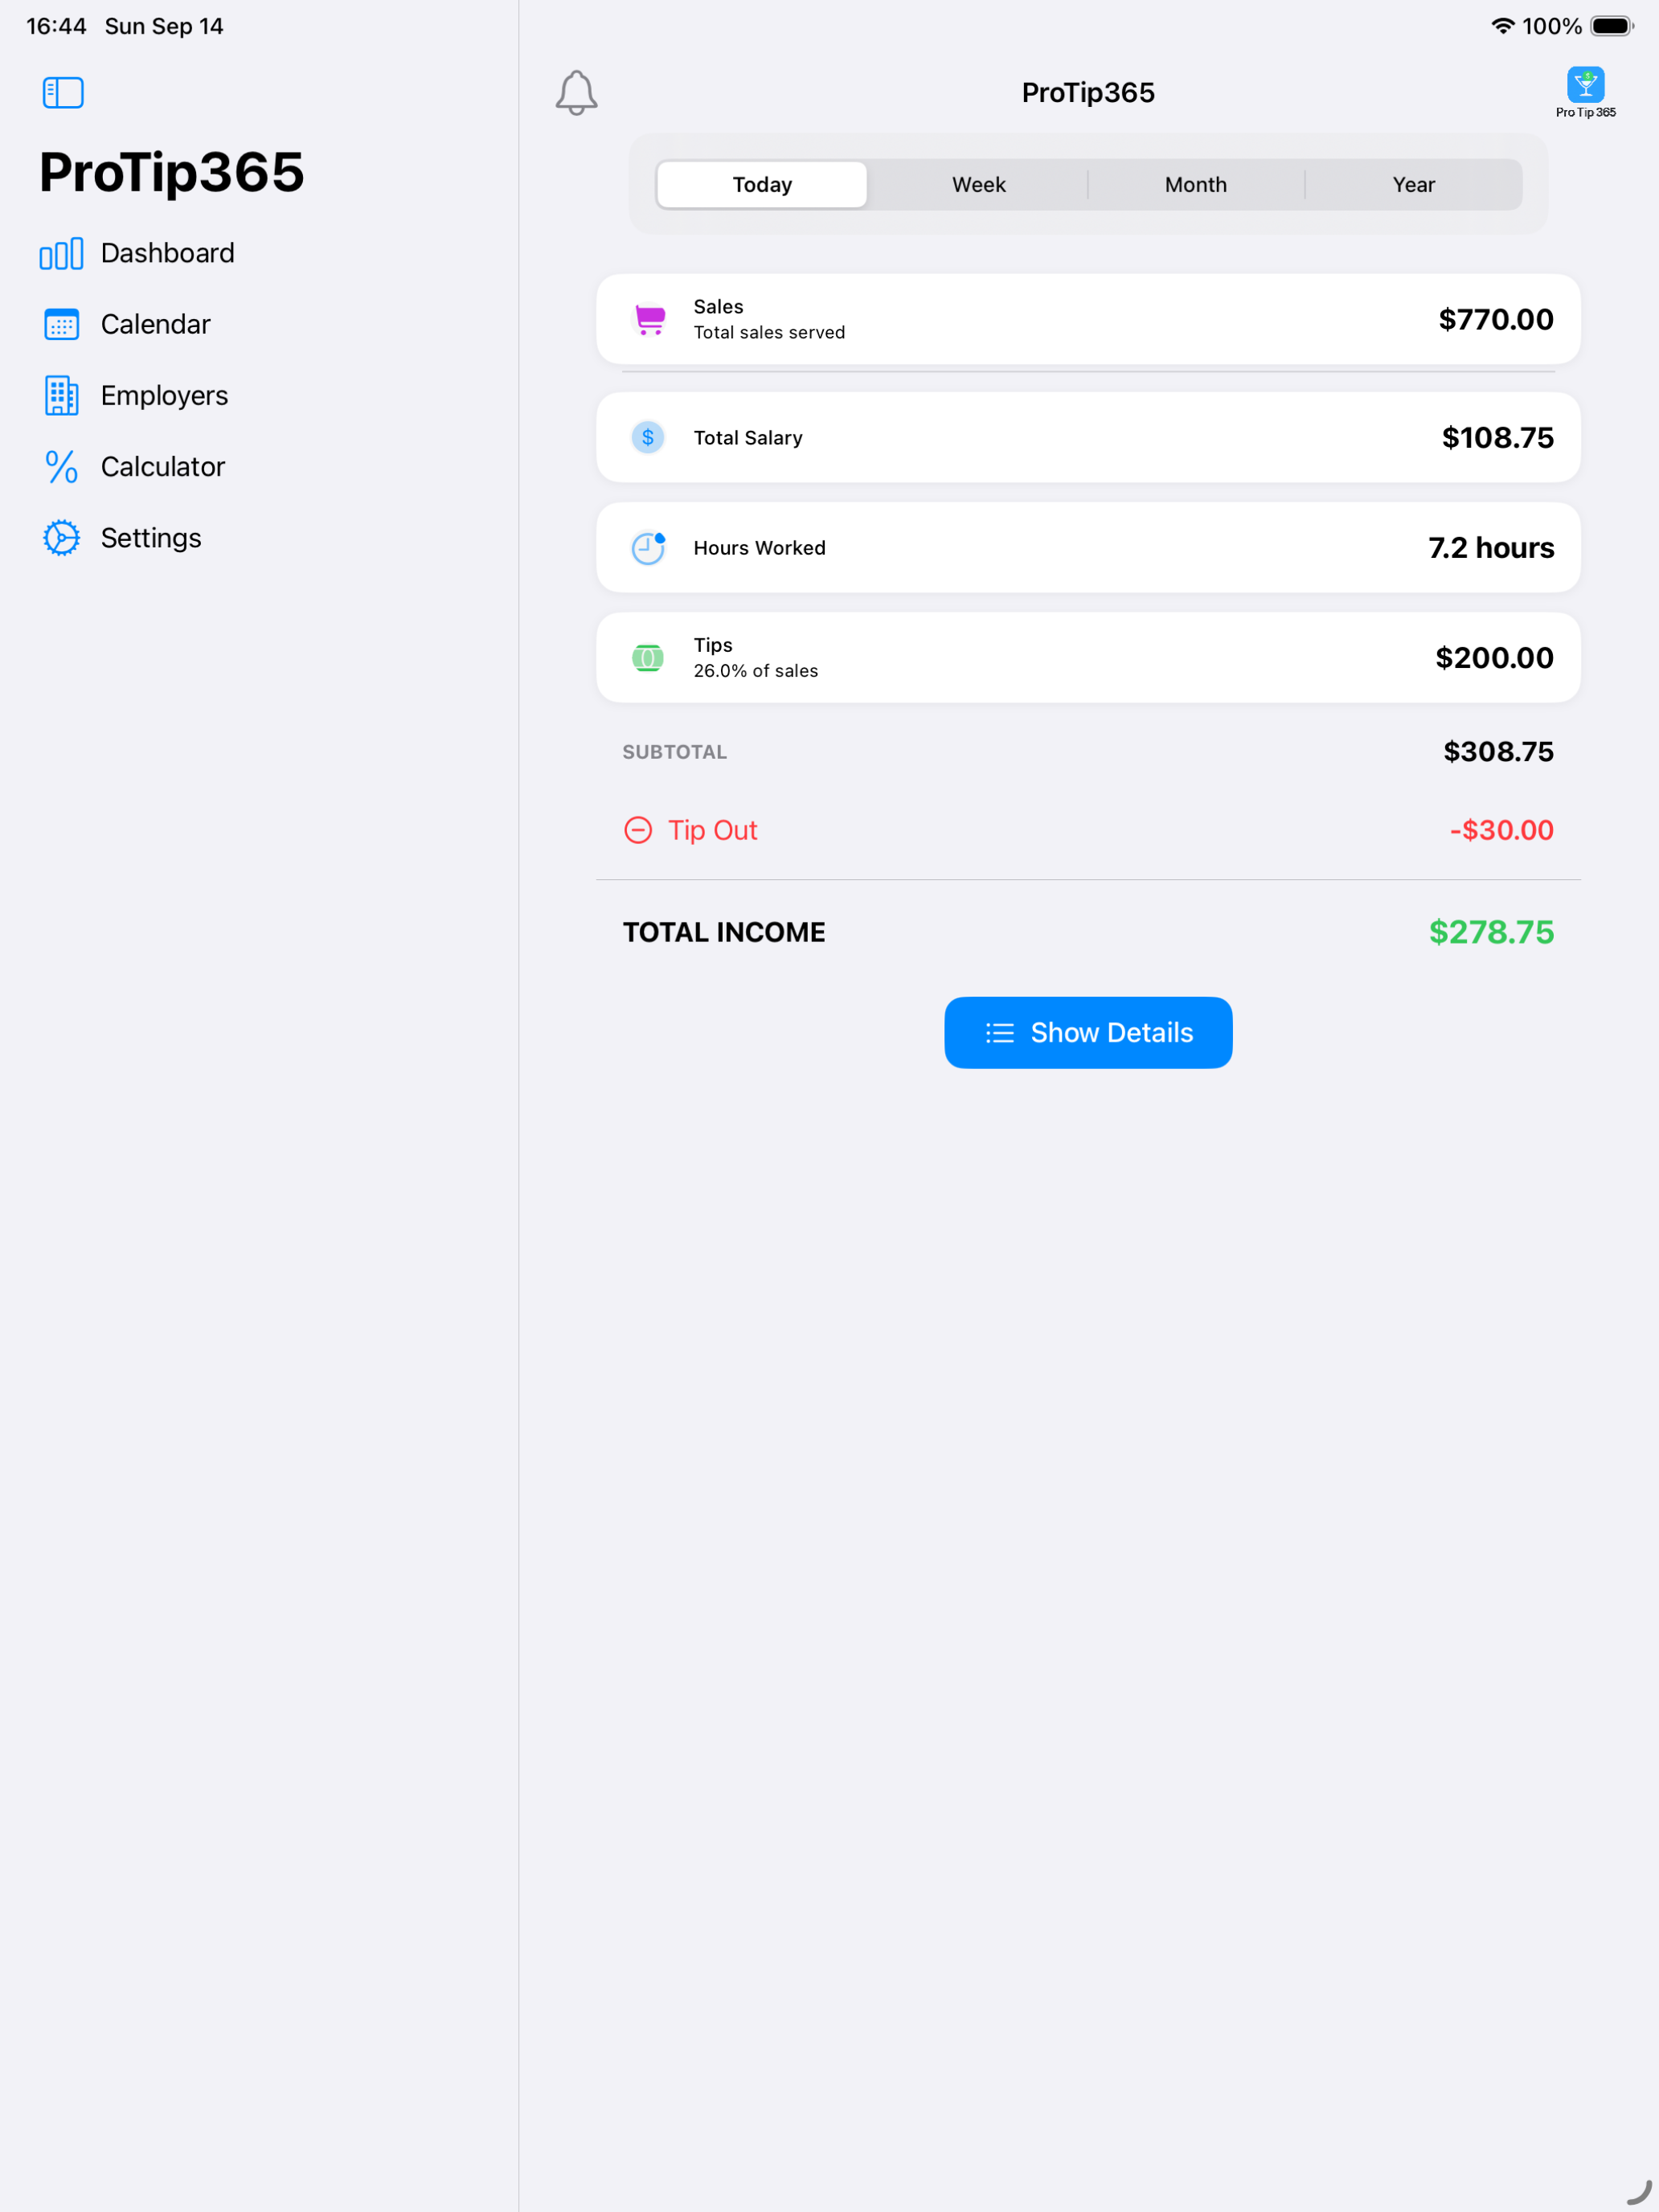 16:44 Sun Sep 14
100%
ProTip365
Dashboard
Calendar
Employers
Calculator
Settings
ProTip365
Pro Tip 365
Today Week Month Year
Sales
Total sales served
$770.00
$
Total Salary
$108.75
Hours Worked
7.2 hours
Tips
26.0% of sales
$200.00
SUBTOTAL
$308.75
Tip Out
-$30.00
TOTAL INCOME
$278.75
Show Details